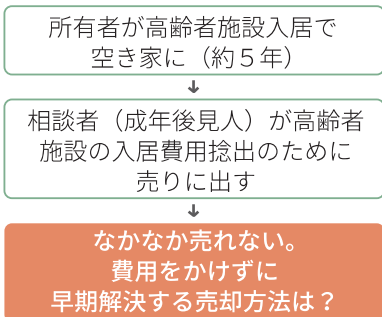 所有者が高齢者施設入居で
空き家に（約５年）
相談者（成年後見人）が高齢者
施設の入居費用捻出のために
売りに出す
なかなか売れない。
費用をかけずに
早期解決する売却方法は？